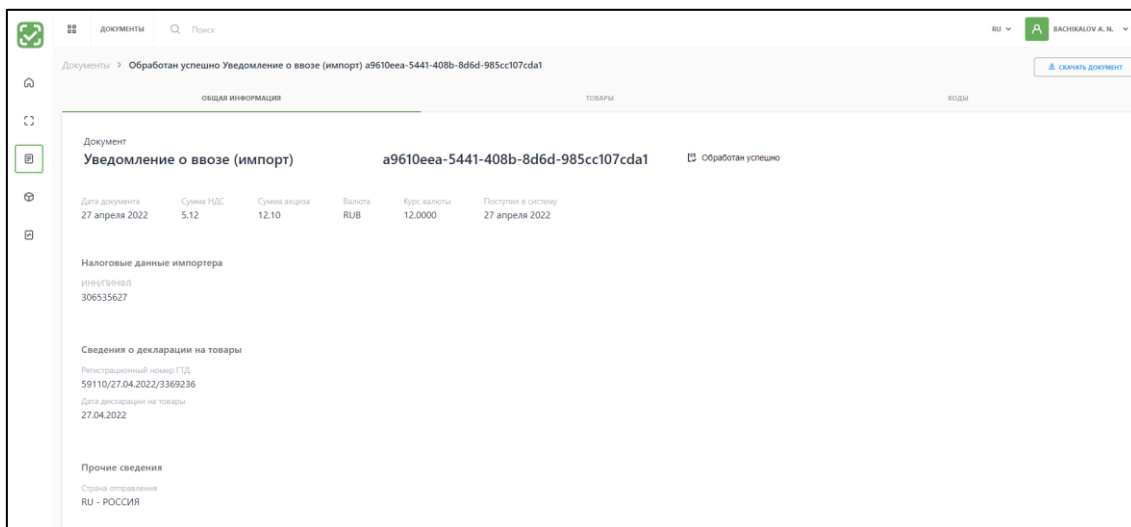 ДОКУМЕНТЫ Поиск RU BACHIKALOV A. N.
Документы > Обработан успешно Уведомление о ввозе (импорт) a9610eea-5441-408b-8d6d-985cc107cda1 СКАЧАТЬ ДОКУМЕНТ
ОБЩАЯ ИНФОРМАЦИЯ ТОВАРЫ КОДЫ
Документ
Уведомление о ввозе (импорт) a9610eea-5441-408b-8d6d-985cc107cda1 Обработан успешно
Дата документа Сумма НДС Сумма акциза Валюта Курс валюты Поступил в систему
27 апреля 2022 5.12 12.10 RUB 12.0000 27 апреля 2022
Налоговые данные импортера
ИНН/ПИНФЛ
306535627
Сведения о декларации на товары
Регистрационный номер ГТД
59110/27.04.2022/3369236
Дата декларации на товары
27.04.2022
Прочие сведения
Страна отправления
RU - РОССИЯ